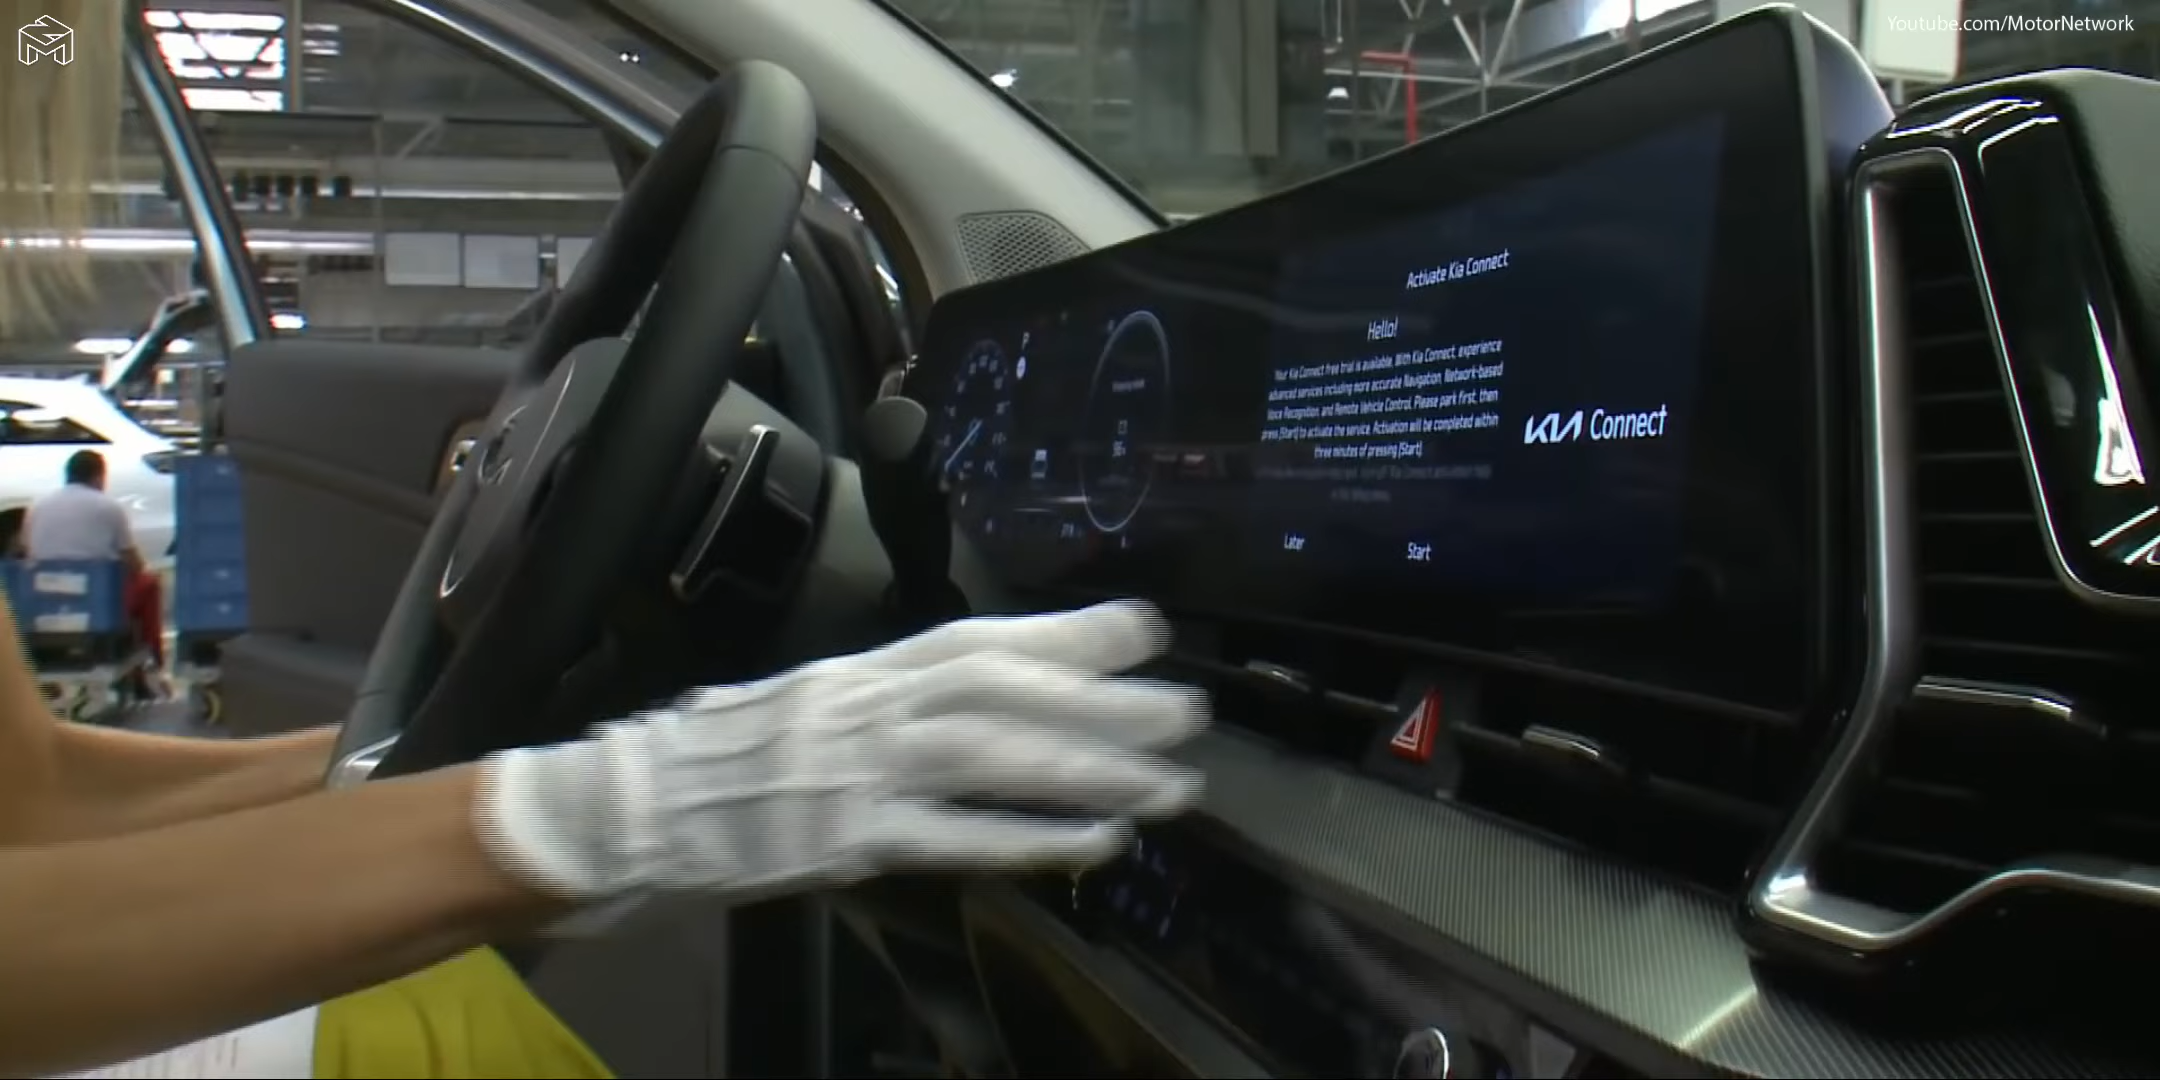 Youtube.com/MotorNetwork
Activate Kia Connect
Hello!
Your Kia Connect free trial is available. With Kia Connect, experience
advanced services including more accurate Navigation, Network-based
Voice Recognition, and Remote Vehicle Control. Please park first, then
press [Start] to activate the service. Activation will be completed within
three minutes of pressing [Start].
KIA Connect
Later
Start
P